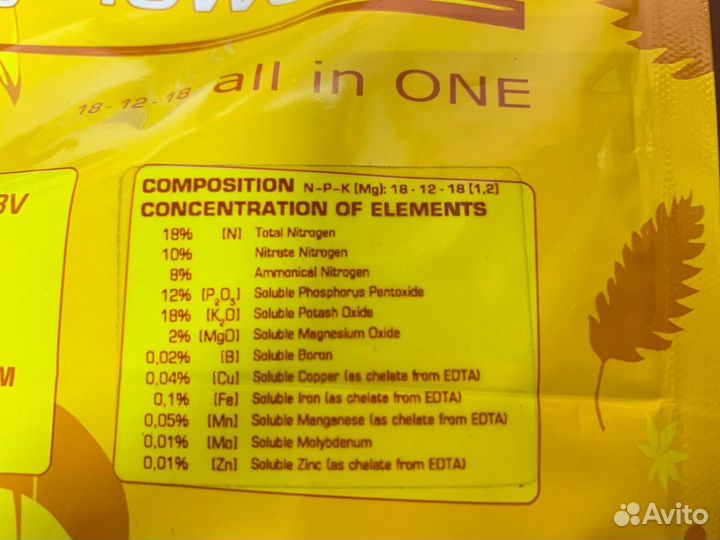 18-12-18 all in ONE
BV
M
COMPOSITION N-P-K (Mg): 18 - 12 - 18 (1,2)
CONCENTRATION OF ELEMENTS
18% (N) Total Nitrogen
10% Nitrate Nitrogen
8% Ammonical Nitrogen
12% (P₂O₅) Soluble Phosphorus Pentoxide
18% (K₂O) Soluble Potash Oxide
2% (MgO) Soluble Magnesium Oxide
0,02% (B) Soluble Boron
0,04% (Cu) Soluble Copper (as chelate from EDTA)
0,1% (Fe) Soluble Iron (as chelate from EDTA)
0,05% (Mn) Soluble Manganese (as chelate from EDTA)
0,01% (Mo) Soluble Molybdenum
0,01% (Zn) Soluble Zinc (as chelate from EDTA)
Avito